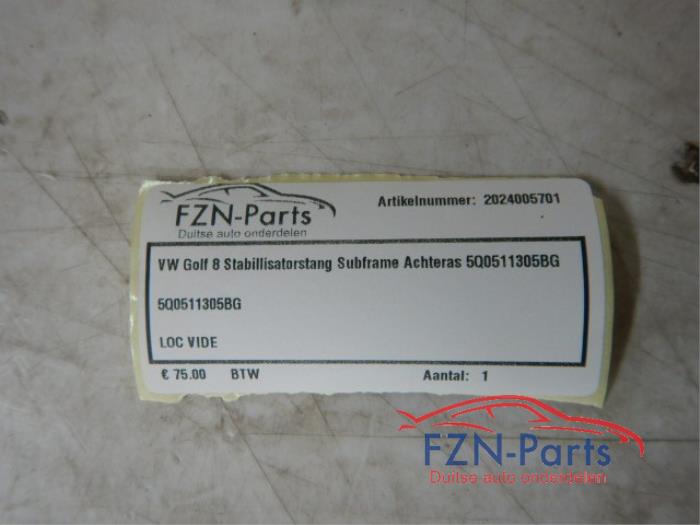 FZN-Parts
Duitse auto onderdelen
Artikelnummer: 2024005701
VW Golf 8 Stabillisatorstang Subframe Achteras 5Q0511305BG
5Q0511305BG
LOC VIDE
€ 75.00 BTW Aantal: 1
FZN-Parts
Duitse auto onderdelen